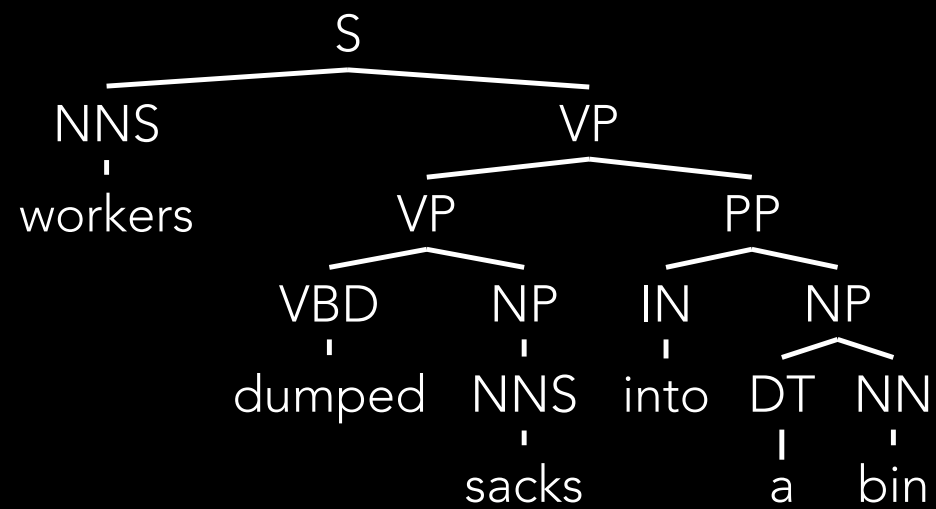 S
NNS VP
workers VP PP
VBD NP IN NP
dumped NNS into DT NN
sacks a bin